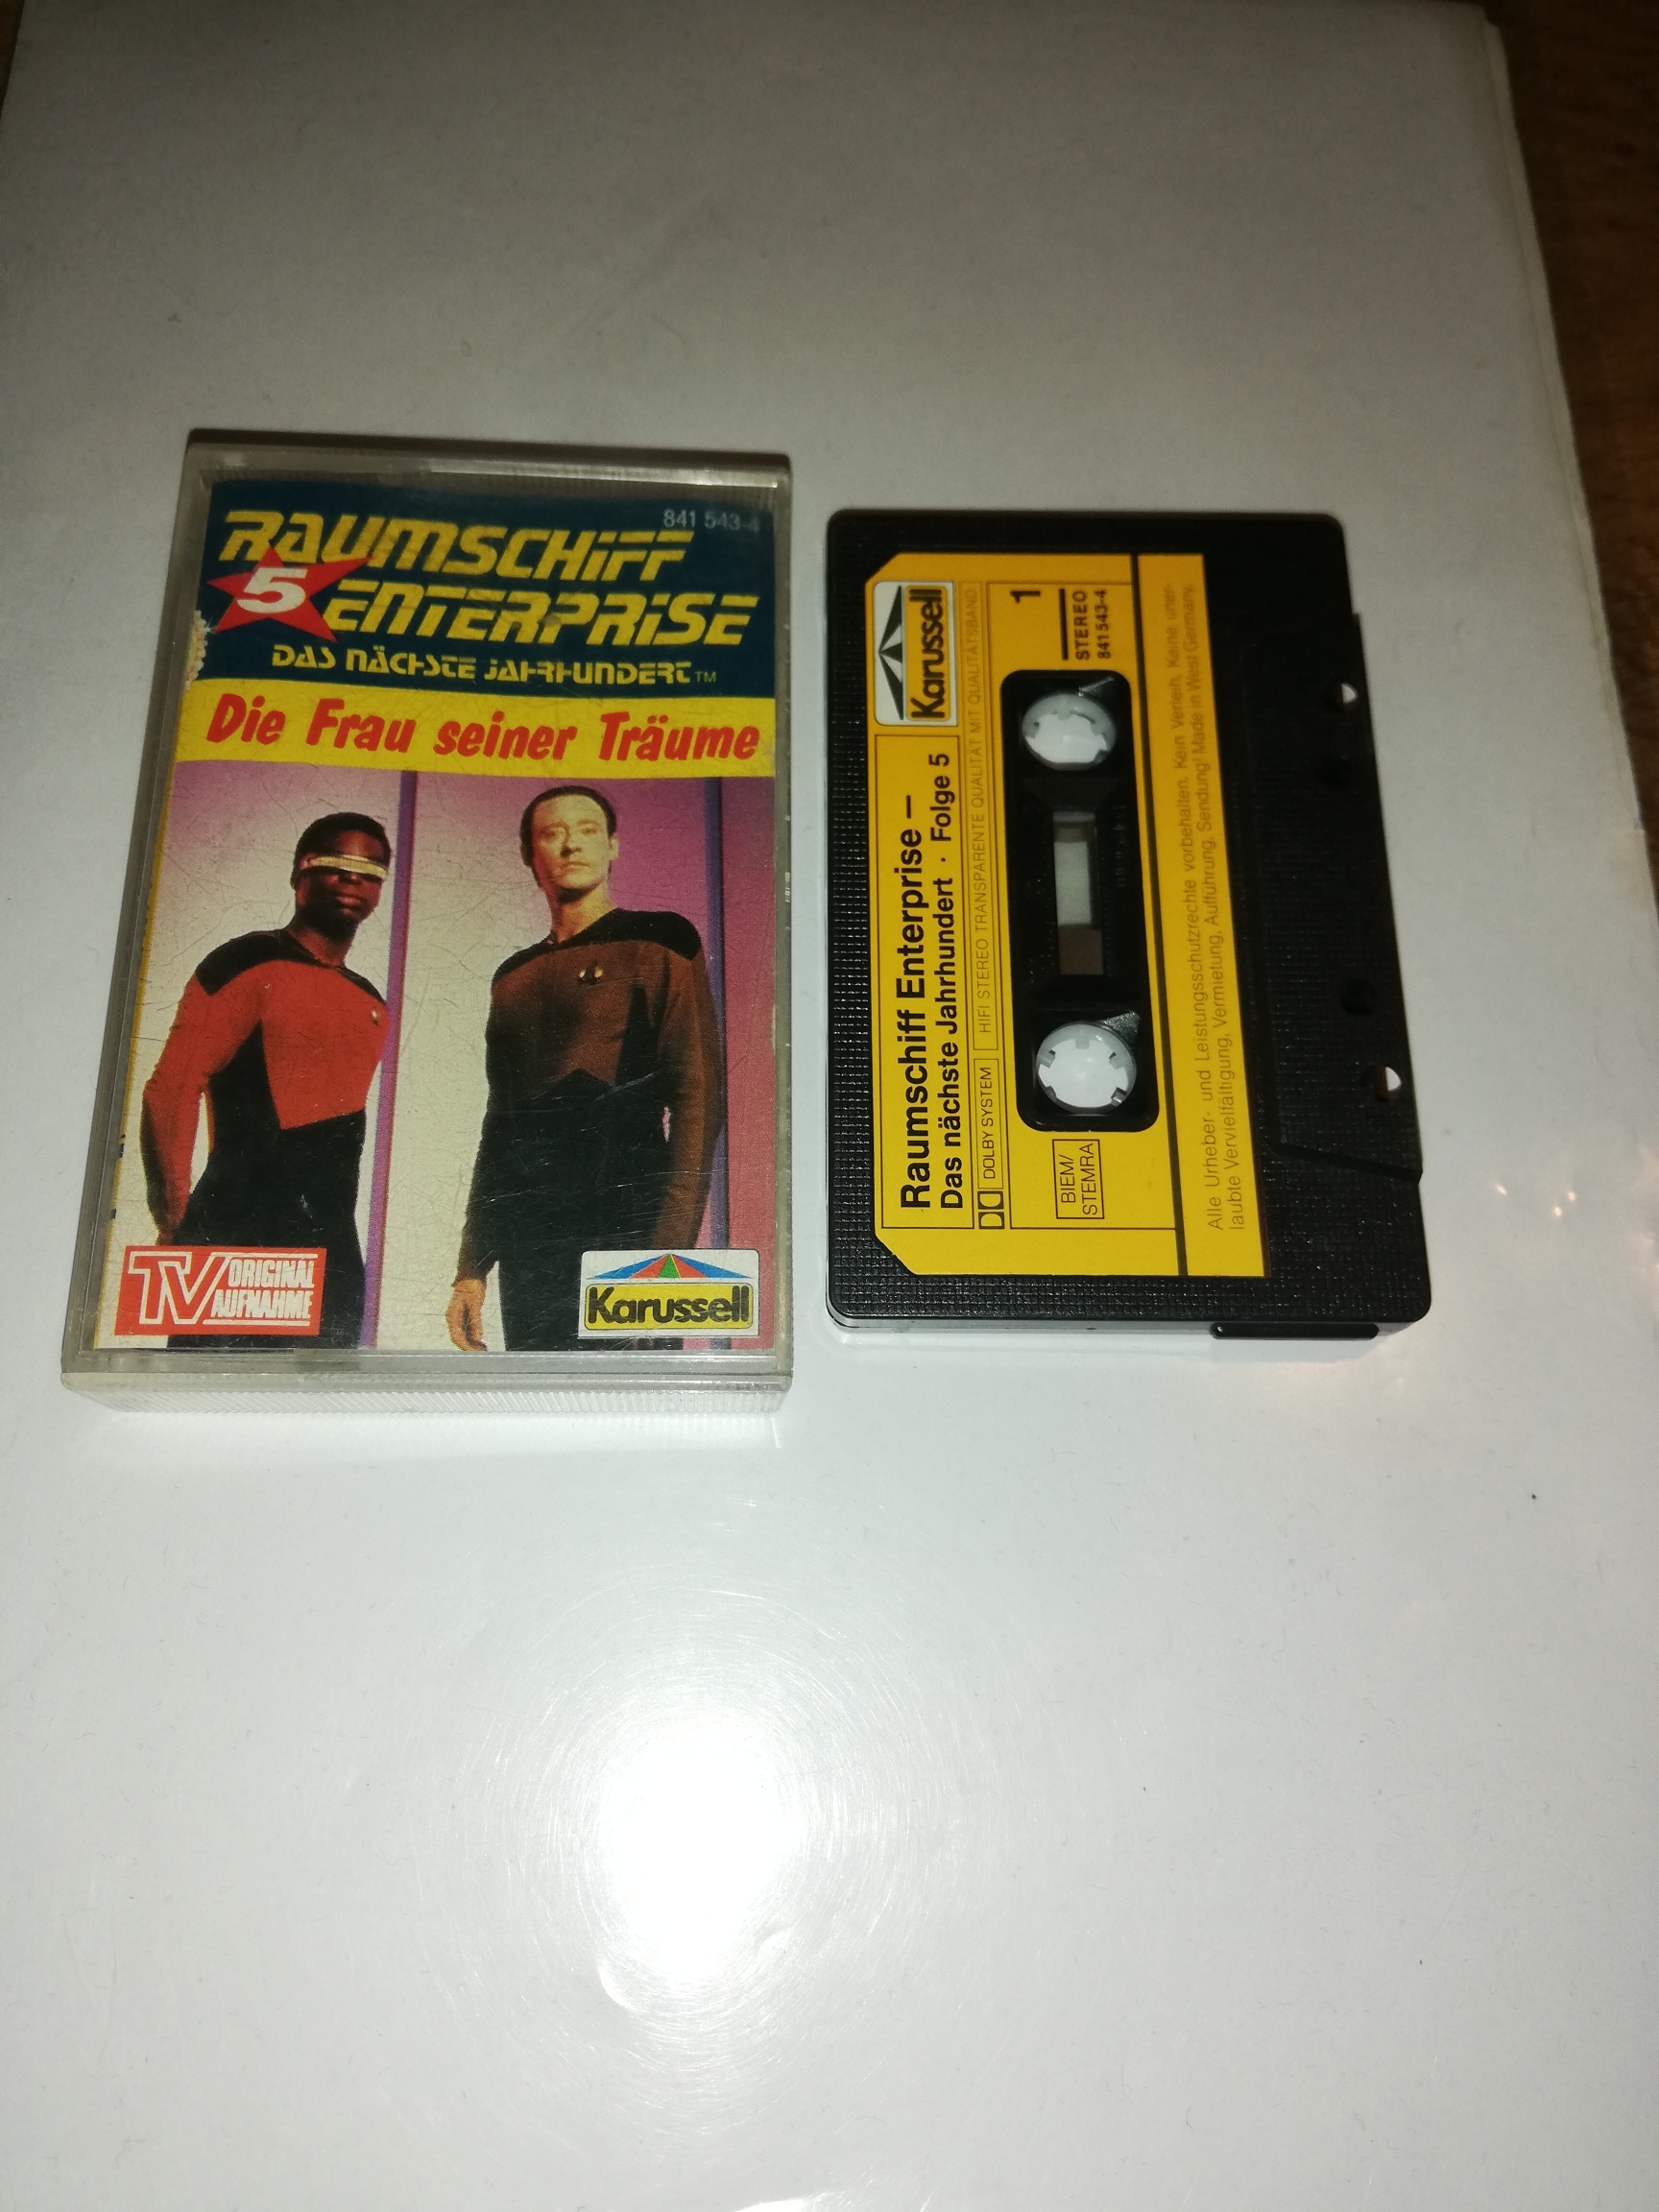 841 543-4
RAUMSCHIFF
5 ENTERPRISE
DAS NÄCHSTE JAHRHUNDERT™
Die Frau seiner Träume
TV ORIGINAL
AUFNAHME
Karussell
Karussell
Raumschiff Enterprise –
Das nächste Jahrhundert · Folge 5
DOLBY SYSTEM
HIFI STEREO TRANSPARENTE QUALITÄT MIT QUALITÄTSBAND
1
STEREO
841 543-4
BIEM/
STEMRA
Alle Urheber- und Leistungsschutzrechte vorbehalten. Kein Verleih. Keine uner-
laubte Vervielfältigung, Vermietung, Aufführung, Sendung! Made in West Germany